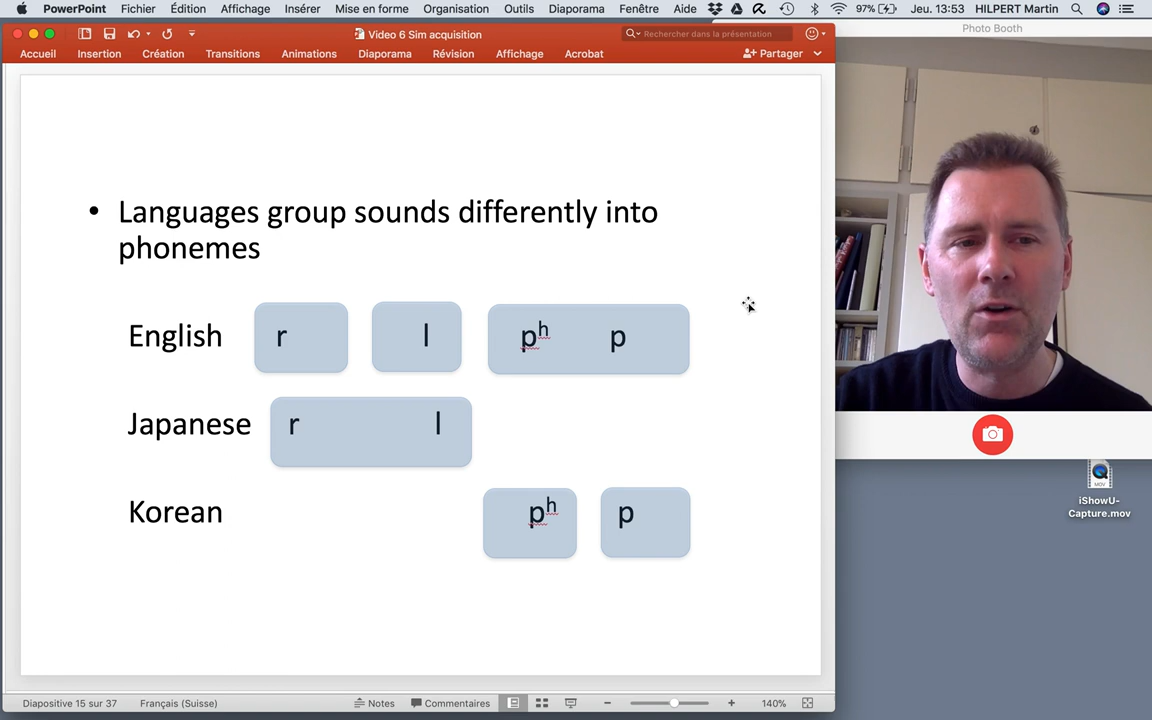 PowerPoint Fichier Édition Affichage Insérer Mise en forme Organisation Outils Diaporama Fenêtre Aide 97% Jeu. 13:53 HILPERT Martin
Photo Booth
Video 6 Sim acquisition
Rechercher dans la présentation
Accueil Insertion Création Transitions Animations Diaporama Révision Affichage Acrobat Partager
• Languages group sounds differently into
phonemes
English r l pʰ p
Japanese r l
Korean pʰ p
MOV
iShowU-
Capture.mov
Diapositive 15 sur 37 Français (Suisse) Notes Commentaires 140%